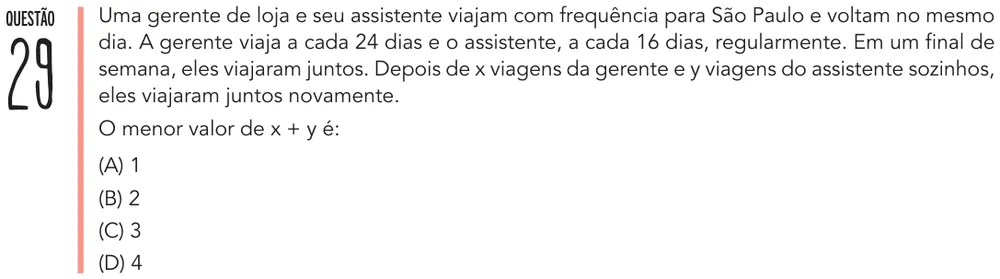 QUESTÃO
29
Uma gerente de loja e seu assistente viajam com frequência para São Paulo e voltam no mesmo
dia. A gerente viaja a cada 24 dias e o assistente, a cada 16 dias, regularmente. Em um final de
semana, eles viajaram juntos. Depois de x viagens da gerente e y viagens do assistente sozinhos,
eles viajaram juntos novamente.
O menor valor de x + y é:
(A) 1
(B) 2
(C) 3
(D) 4